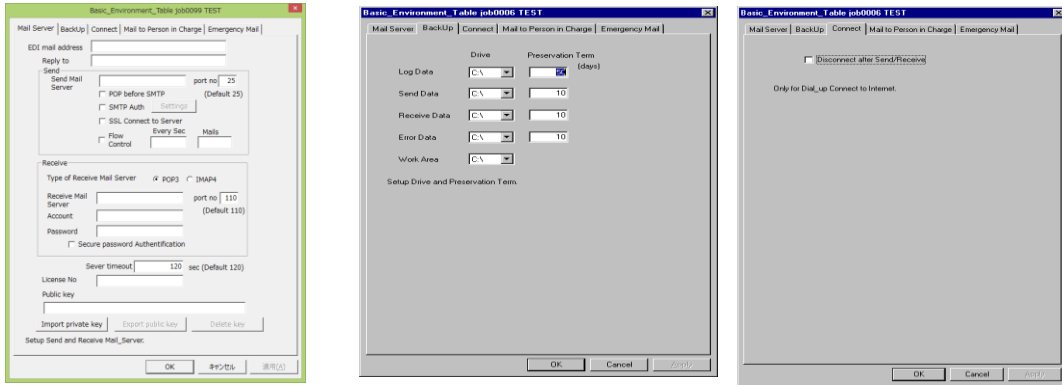 Basic_Environment_Table job0099 TEST
Mail Server BackUp Connect Mail to Person in Charge Emergency Mail
EDI mail address
Reply to
Send
Send Mail Server port no 25
POP before SMTP (Default 25)
SMTP Auth Settings
SSL Connect to Server
Flow Control Every Sec Mails
Receive
Type of Receive Mail Server POP3 IMAP4
Receive Mail Server port no 110
Account (Default 110)
Password
Secure password Authentification
Sever timeout 120 sec (Default 120)
License No
Public key
Import private key Export public key Delete key
Setup Send and Receive Mail_Server.
OK キャンセル 適用(A)
Basic_Environment_Table job0006 TEST
Mail Server BackUp Connect Mail to Person in Charge Emergency Mail
Drive Preservation Term
(days)
Log Data C:\
Send Data C:\ 10
Receive Data C:\ 10
Error Data C:\ 10
Work Area C:\
Setup Drive and Preservation Term.
OK Cancel Apply
Basic_Environment_Table job0006 TEST
Mail Server BackUp Connect Mail to Person in Charge Emergency Mail
Disconnect after Send/Receive
Only for Dial_up Connect to Internet.
OK Cancel Apply